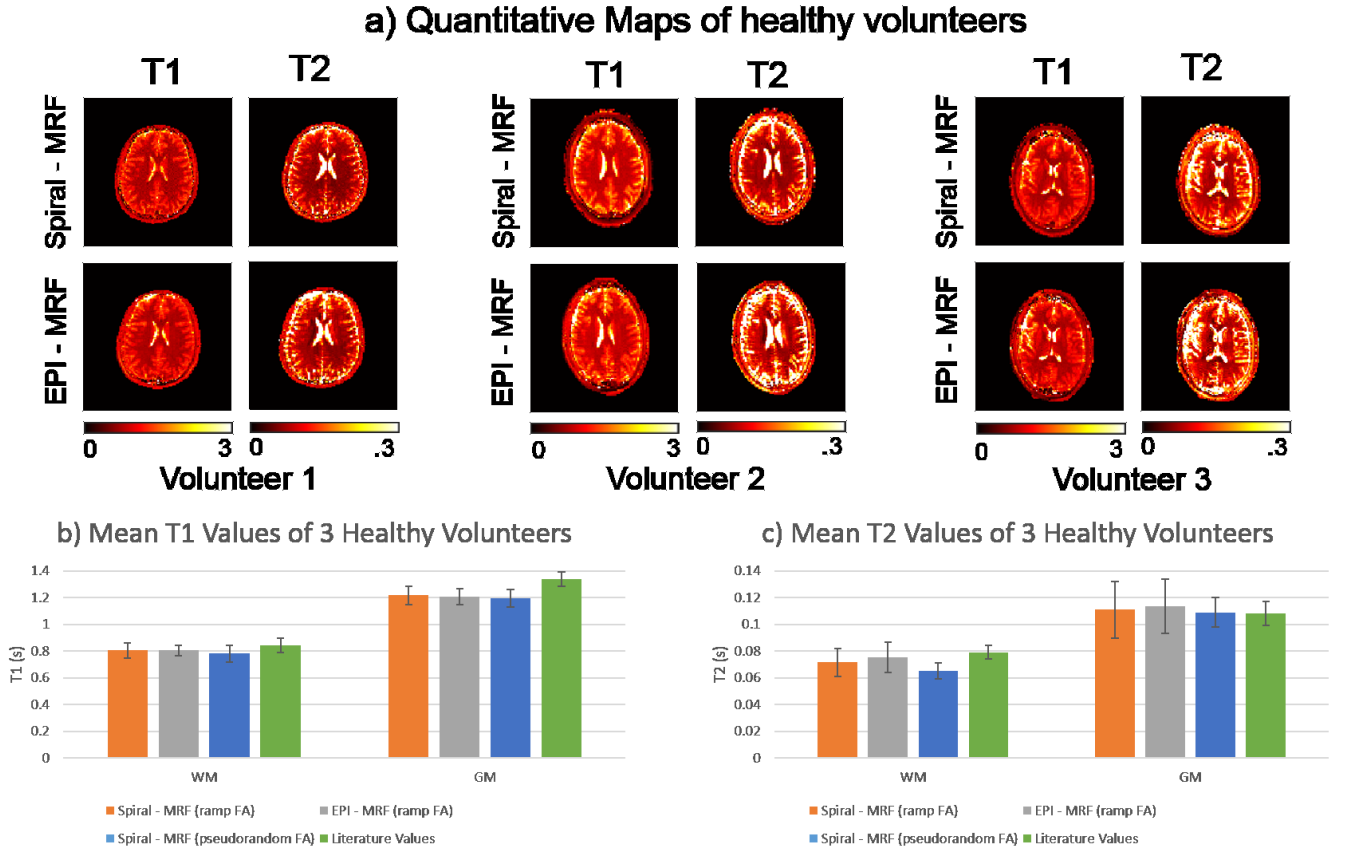 a) Quantitative Maps of healthy volunteers
T1 T2 T1 T2 T1 T2
Spiral - MRF Spiral - MRF Spiral - MRF
EPI - MRF EPI - MRF EPI - MRF
0 3 0 .3 0 3 0 .3 0 3 0 .3
Volunteer 1 Volunteer 2 Volunteer 3
b) Mean T1 Values of 3 Healthy Volunteers
T1 (s)
1.4
1.2
1
0.8
0.6
0.4
0.2
0
WM GM
Spiral - MRF (ramp FA) EPI - MRF (ramp FA)
Spiral - MRF (pseudorandom FA) Literature Values
c) Mean T2 Values of 3 Healthy Volunteers
T2 (s)
0.14
0.12
0.1
0.08
0.06
0.04
0.02
0
WM GM
Spiral - MRF (ramp FA) EPI - MRF (ramp FA)
Spiral - MRF (pseudorandom FA) Literature Values